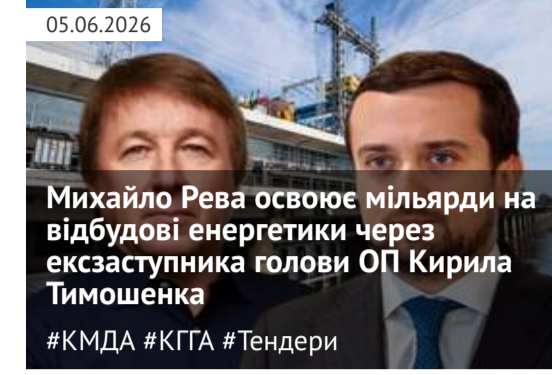 05.06.2026
Михайло Рева освоює мільярди на
відбудові енергетики через
ексзаступника голови ОП Кирила
Тимошенка
#КМДА #КГГА #Тендери